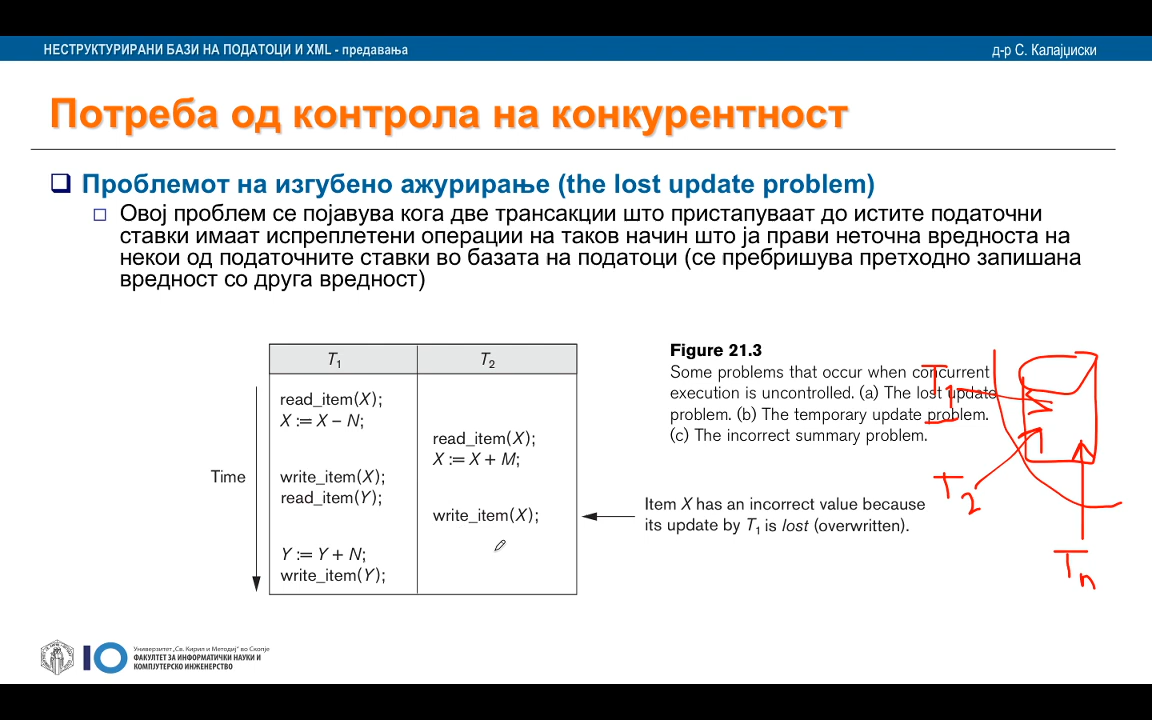 НЕСТРУКТУРИРАНИ БАЗИ НА ПОДАТОЦИ И XML - предавања
д-р С. Калајџиски
Потреба од контрола на конкурентност
Проблемот на изгубено ажурирање (the lost update problem)
Овој проблем се појавува кога две трансакции што пристапуваат до истите податочни
ставки имаат испреплетени операции на таков начин што ја прави неточна вредноста на
некои од податочните ставки во базата на податоци (се пребришува претходно запишана
вредност со друга вредност)
T1
T2
read_item(X);
X := X – N;
read_item(X);
X := X + M;
Time
write_item(X);
read_item(Y);
write_item(X);
Y := Y + N;
write_item(Y);
Figure 21.3
Some problems that occur when concurrent
execution is uncontrolled. (a) The lost update
problem. (b) The temporary update problem.
(c) The incorrect summary problem.
Item X has an incorrect value because
its update by T1 is lost (overwritten).
T1
T2
Tn
Универзитет „Св. Кирил и Методиј" во Скопје
ФАКУЛТЕТ ЗА ИНФОРМАТИЧКИ НАУКИ И
КОМПЈУТЕРСКО ИНЖЕНЕРСТВО